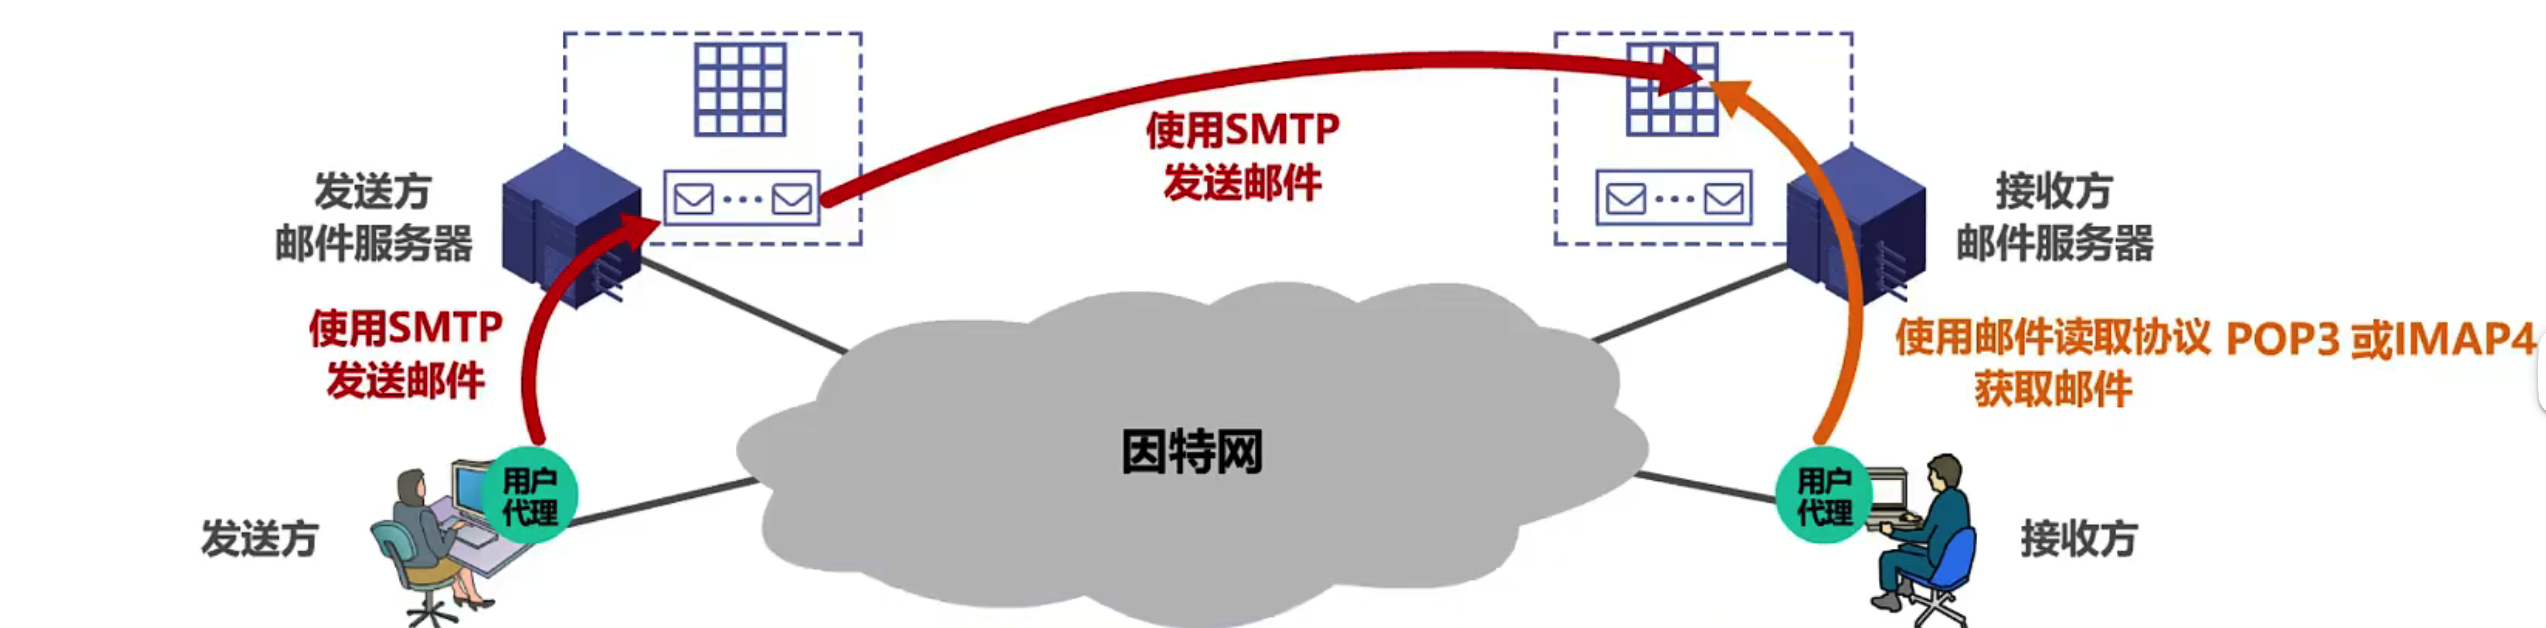 使用SMTP
发送邮件
发送方
邮件服务器
接收方
邮件服务器
使用SMTP
发送邮件
使用邮件读取协议 POP3 或IMAP4
获取邮件
因特网
用户
代理
用户
代理
发送方
接收方